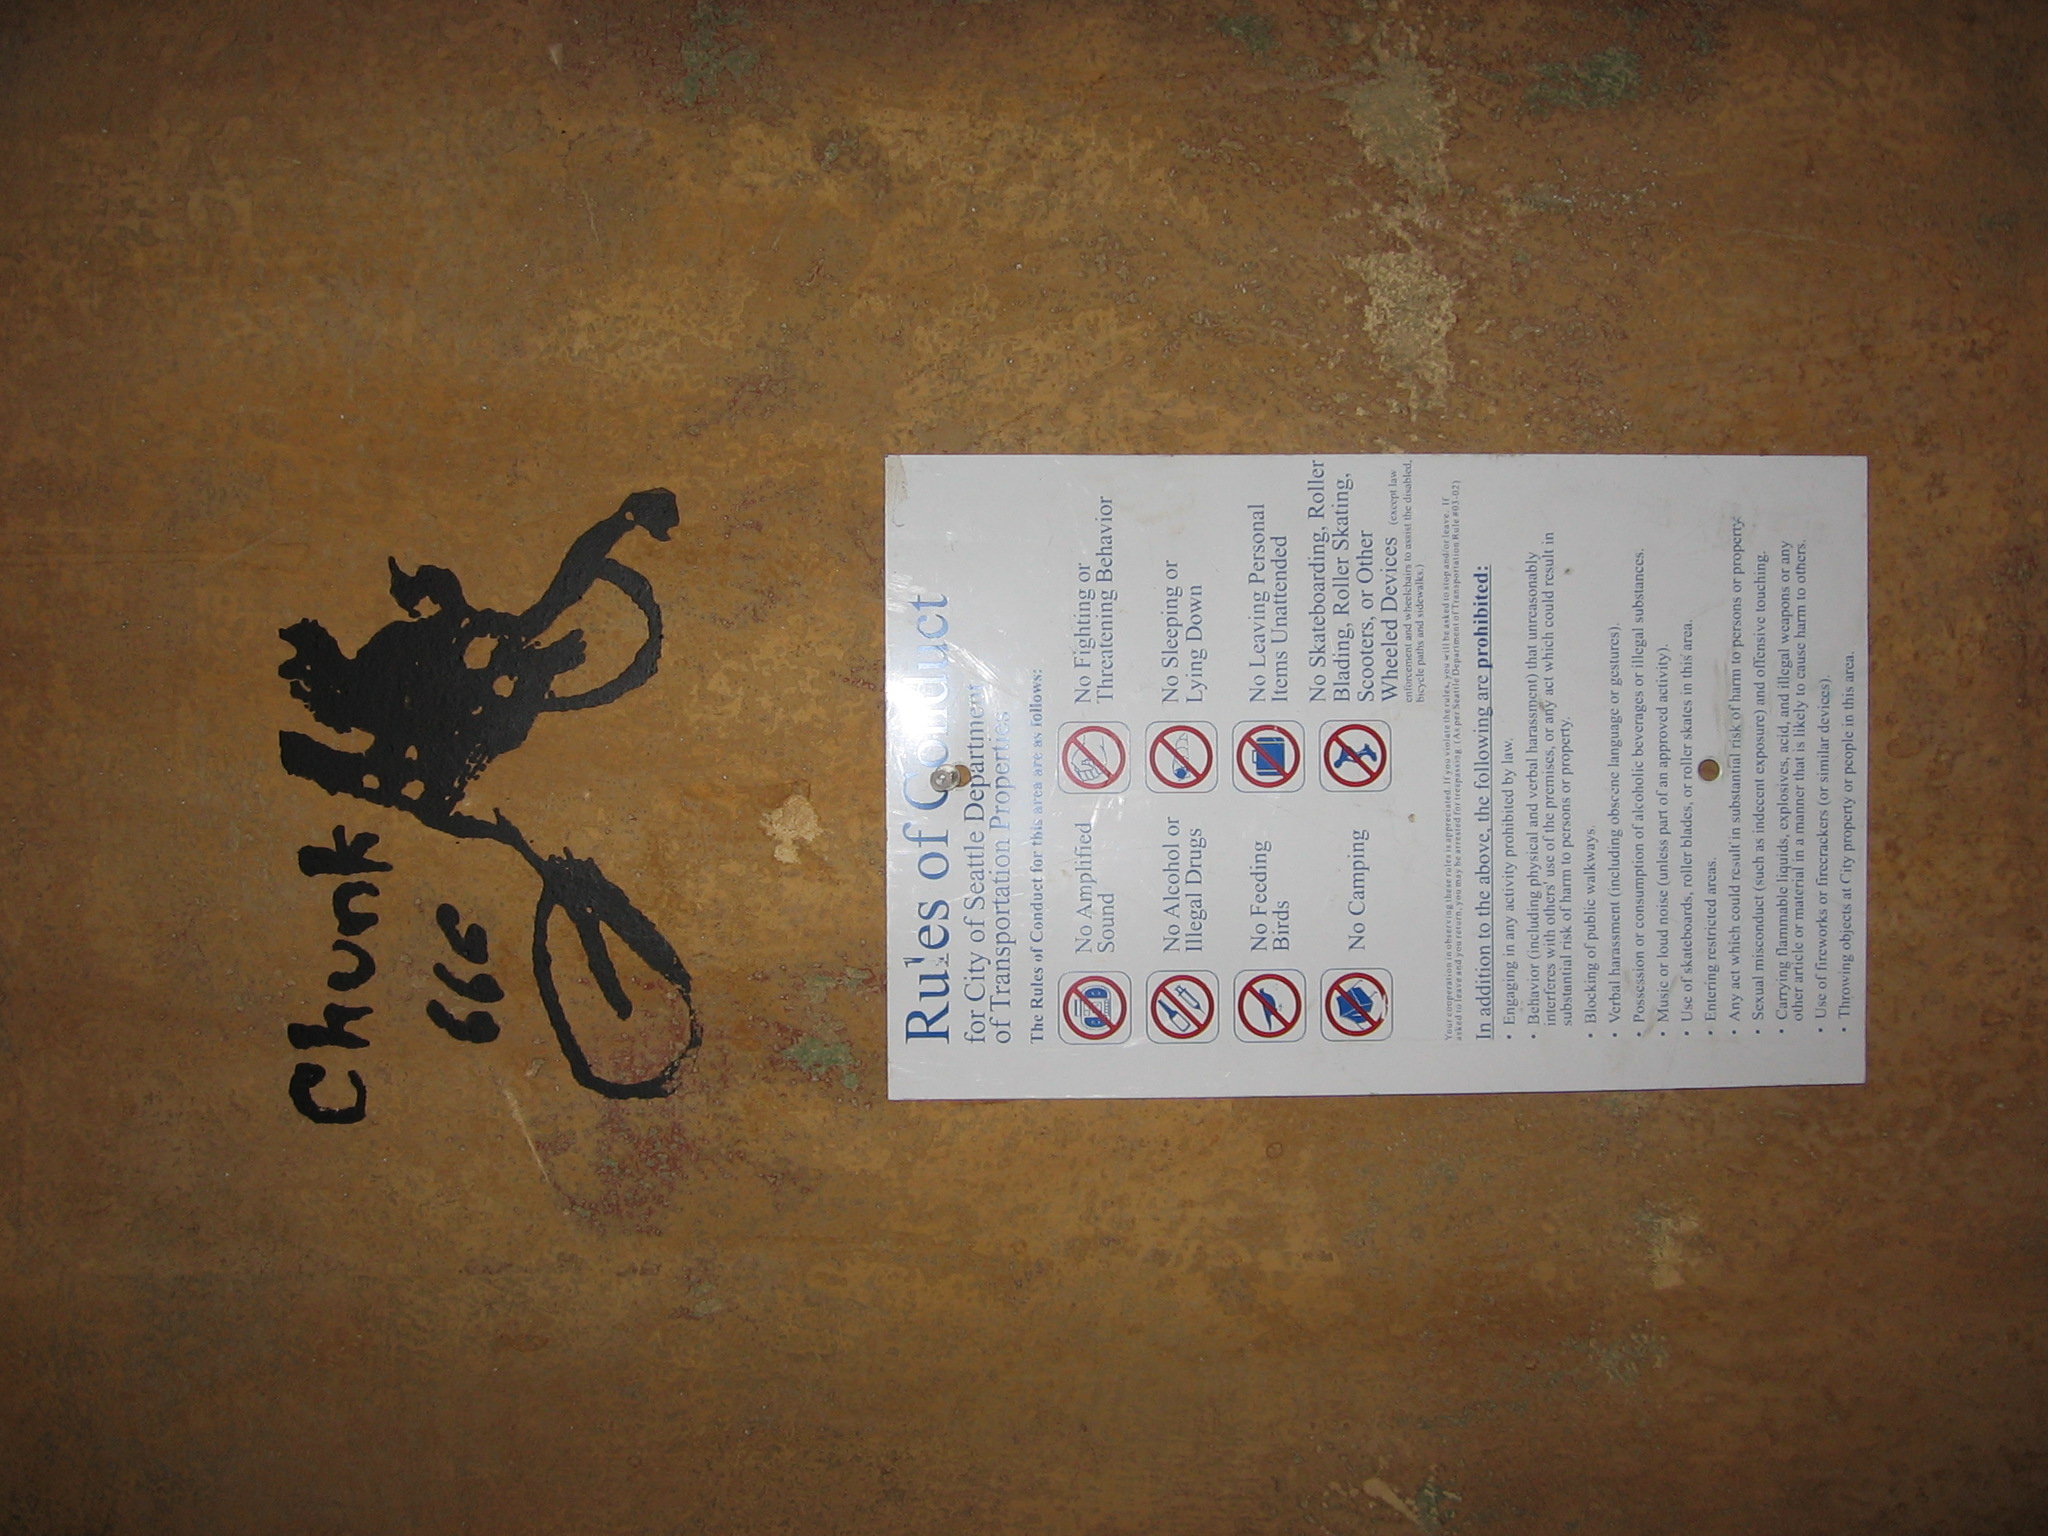 Chunk
666
Rules of Conduct
for City of Seattle Department
of Transportation Properties
The Rules of Conduct for this area are as follows:
No Amplified
Sound
No Fighting or
Threatening Behavior
No Alcohol or
Illegal Drugs
No Sleeping or
Lying Down
No Feeding
Birds
No Leaving Personal
Items Unattended
No Camping
No Skateboarding, Roller
Blading, Roller Skating,
Scooters, or Other
Wheeled Devices (except law
enforcement and wheelchairs to assist the disabled,
bicycle paths and sidewalks.)
Your cooperation in observing these rules is appreciated. If you violate the rules, you will be asked to stop and/or leave. If
asked to leave and you return, you may be arrested for trespassing. (As per Seattle Department of Transportation Rule #03-02)
In addition to the above, the following are prohibited:
• Engaging in any activity prohibited by law.
• Behavior (including physical and verbal harassment) that unreasonably
interferes with others' use of the premises, or any act which could result in
substantial risk of harm to persons or property.
• Blocking of public walkways.
• Verbal harassment (including obscene language or gestures).
• Possession or consumption of alcoholic beverages or illegal substances.
• Music or loud noise (unless part of an approved activity).
• Use of skateboards, roller blades, or roller skates in this area.
• Entering restricted areas.
• Any act which could result in substantial risk of harm to persons or property.
• Sexual misconduct (such as indecent exposure) and offensive touching.
• Carrying flammable liquids, explosives, acid, and illegal weapons or any
other article or material in a manner that is likely to cause harm to others.
• Use of fireworks or firecrackers (or similar devices).
• Throwing objects at City property or people in this area.